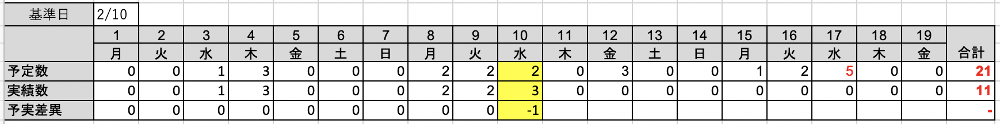 基準日 2/10
1 2 3 4 5 6 7 8 9 10 11 12 13 14 15 16 17 18 19 合計
月 火 水 木 金 土 日 月 火 水 木 金 土 日 月 火 水 木 金
予定数 0 0 1 3 0 0 0 2 2 2 0 3 0 0 1 2 5 0 0 21
実績数 0 0 1 3 0 0 0 2 2 3 0 0 0 0 0 0 0 0 0 11
予実差異 0 0 0 0 0 0 0 0 0 -1 -